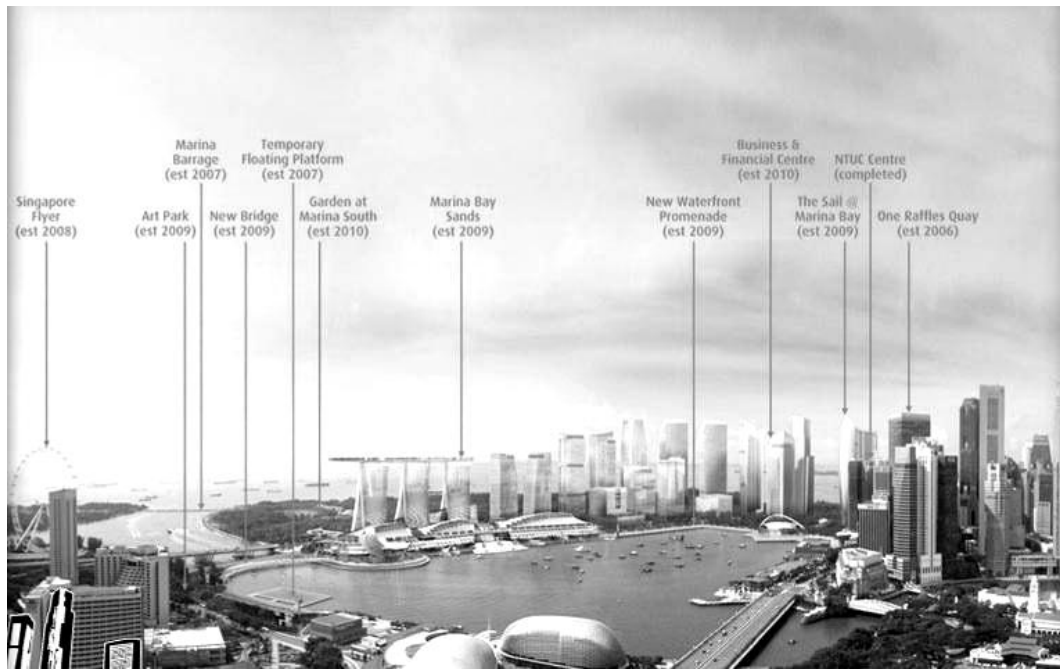 Singapore
Flyer
(est 2008)
Art Park
(est 2009)
Marina
Barrage
(est 2007)
New Bridge
(est 2009)
Temporary
Floating Platform
(est 2007)
Garden at
Marina South
(est 2010)
Marina Bay
Sands
(est 2009)
New Waterfront
Promenade
(est 2009)
Business &
Financial Centre
(est 2010)
The Sail @
Marina Bay
(est 2009)
NTUC Centre
(completed)
One Raffles Quay
(est 2006)